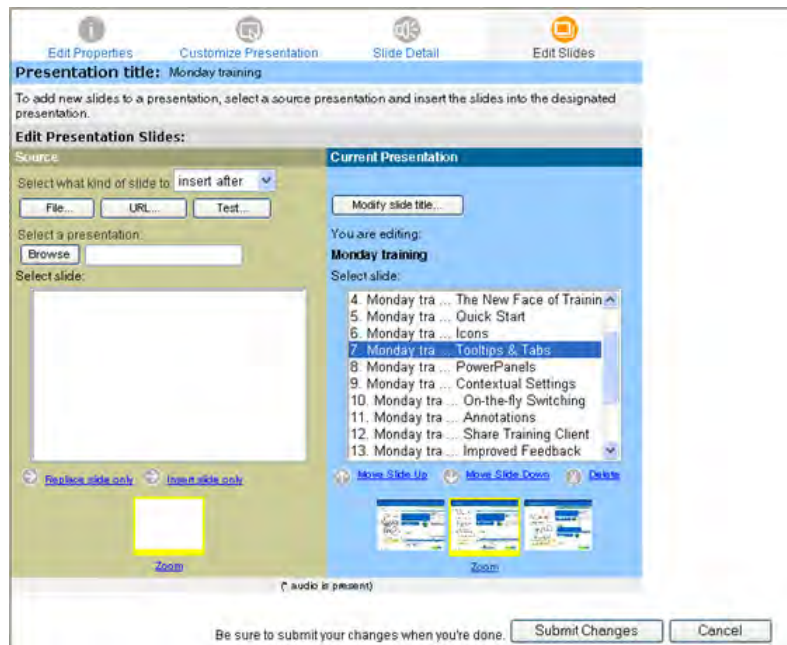 Edit Properties
Customize Presentation
Slide Detail
Edit Slides
Presentation title: Monday training
To add new slides to a presentation, select a source presentation and insert the slides into the designated
presentation.
Edit Presentation Slides:
Source
Select what kind of slide to insert after
File... URL... Test...
Select a presentation:
Browse
Select slide:
Replace slide only Insert slide only
Zoom
Current Presentation
Modify slide title...
You are editing:
Monday training
Select slide:
4. Monday tra ... The New Face of Trainin
5. Monday tra ... Quick Start
6. Monday tra ... Icons
7. Monday tra ... Tooltips & Tabs
8. Monday tra ... PowerPanels
9. Monday tra ... Contextual Settings
10. Monday tra ... On-the-fly Switching
11. Monday tra ... Annotations
12. Monday tra ... Share Training Client
13. Monday tra ... Improved Feedback
Move Slide Up Move Slide Down Delete
Zoom
(* audio is present)
Be sure to submit your changes when you're done. Submit Changes Cancel